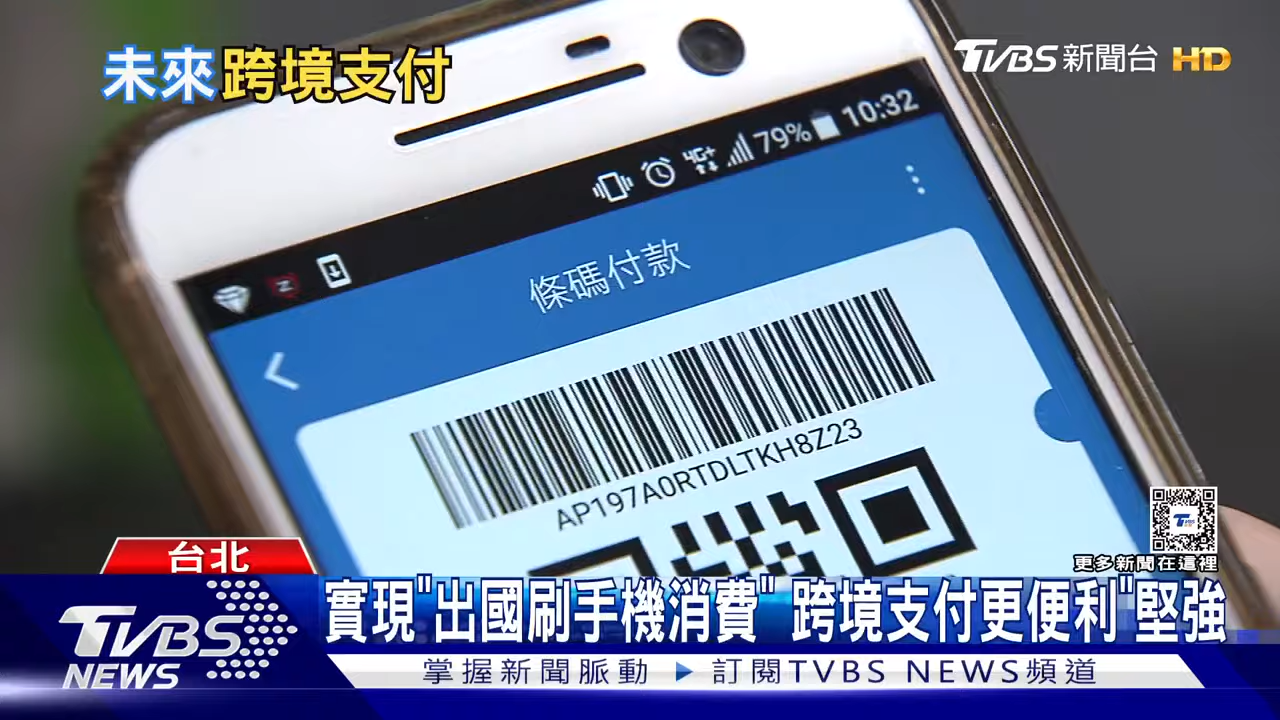 未來跨境支付
TVBS新聞台 HD
4G+ 79% 10:32
條碼付款
AP197A0RTDLTKH8Z23
更多新聞在這裡
台北
實現"出國刷手機消費" 跨境支付更便利"堅強
TVBS NEWS
掌握新聞脈動 ▶ 訂閱TVBS NEWS頻道